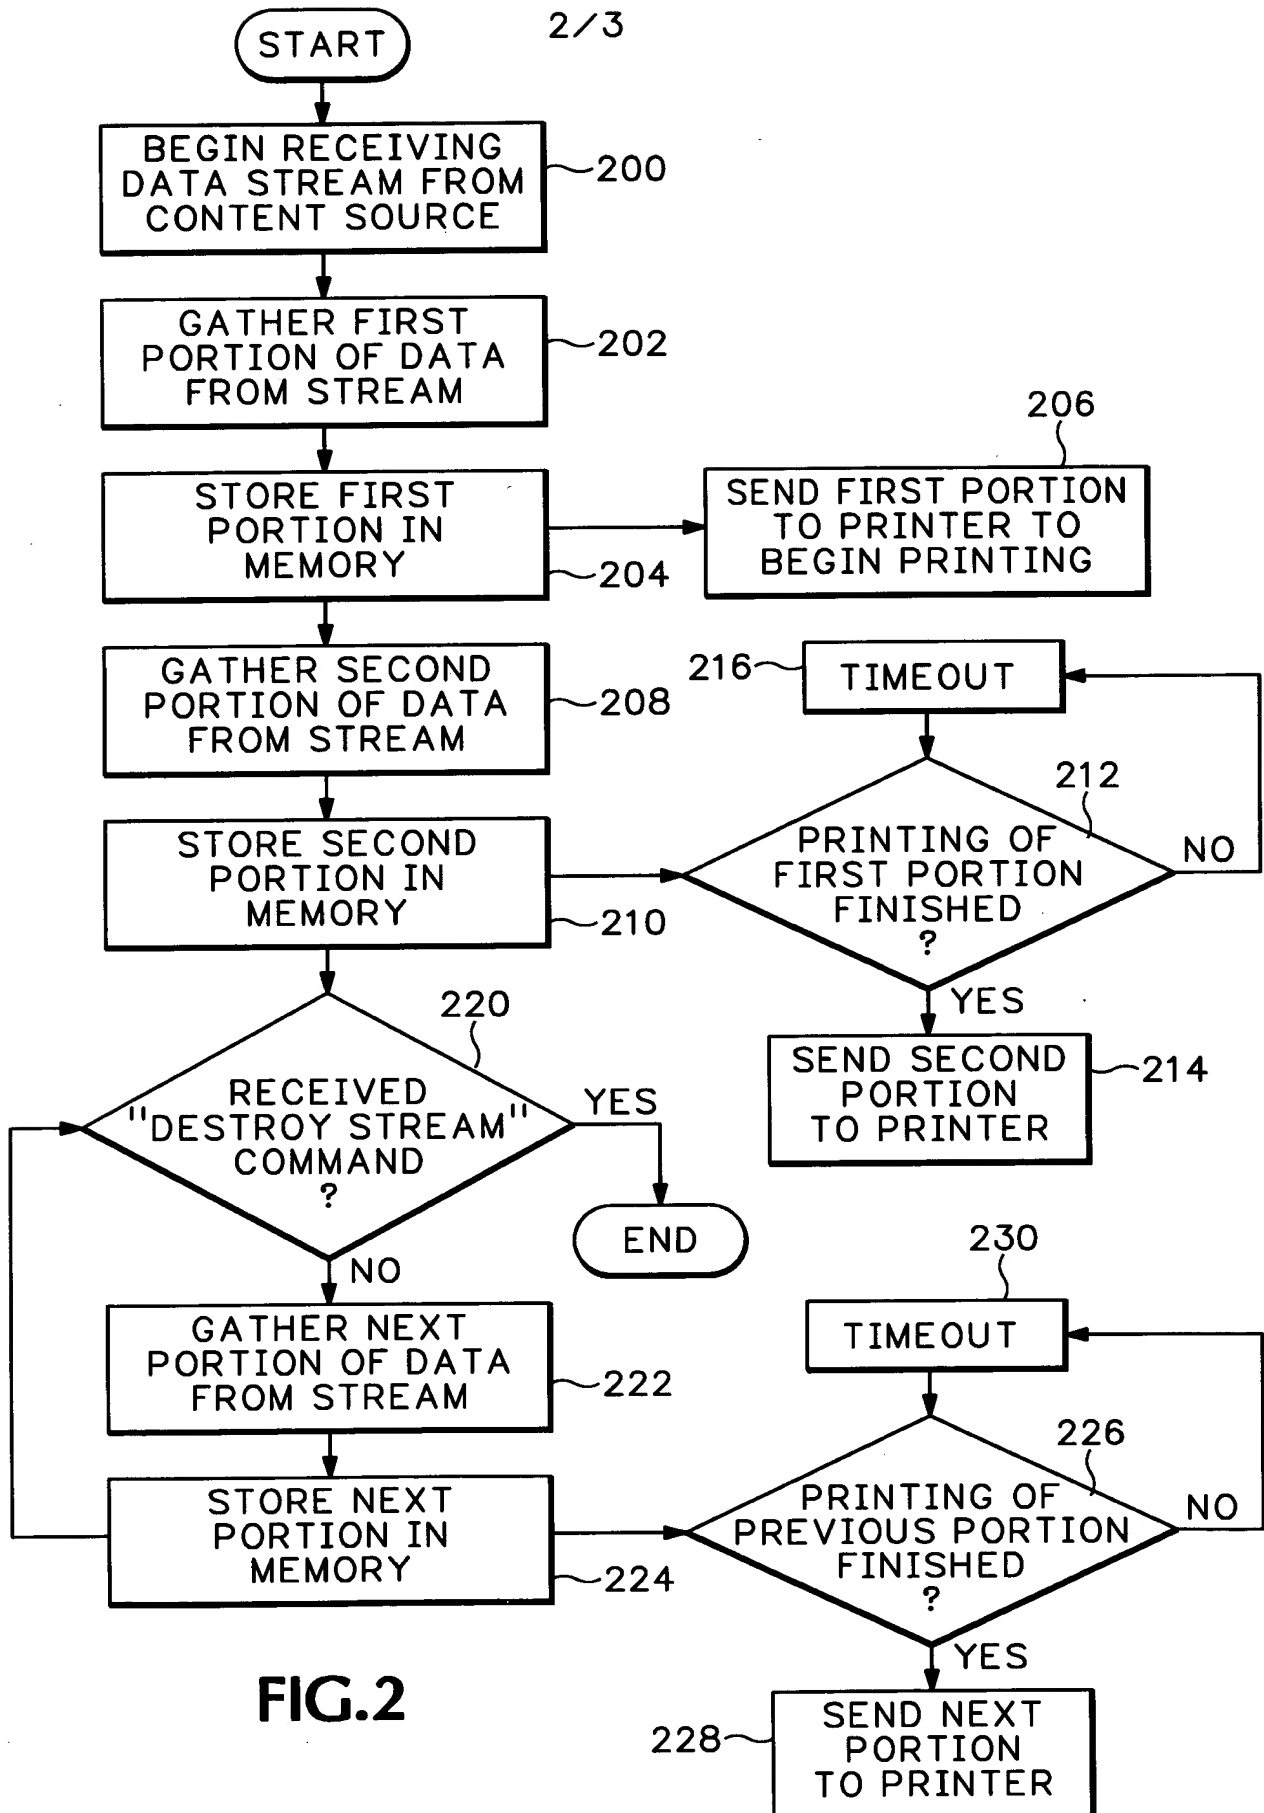 2/3
START
BEGIN RECEIVING
DATA STREAM FROM
CONTENT SOURCE
200
GATHER FIRST
PORTION OF DATA
FROM STREAM
202
STORE FIRST
PORTION IN
MEMORY
204
206
SEND FIRST PORTION
TO PRINTER TO
BEGIN PRINTING
GATHER SECOND
PORTION OF DATA
FROM STREAM
208
216
TIMEOUT
STORE SECOND
PORTION IN
MEMORY
210
212
PRINTING OF
FIRST PORTION
FINISHED
?
NO
YES
SEND SECOND
PORTION
TO PRINTER
214
220
RECEIVED
"DESTROY STREAM"
COMMAND
?
YES
END
NO
GATHER NEXT
PORTION OF DATA
FROM STREAM
222
230
TIMEOUT
STORE NEXT
PORTION IN
MEMORY
224
226
PRINTING OF
PREVIOUS PORTION
FINISHED
?
NO
YES
228
SEND NEXT
PORTION
TO PRINTER
FIG.2